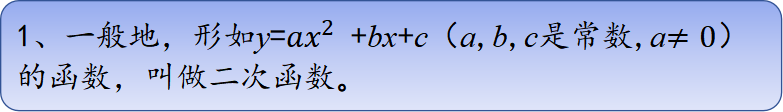 1、一般地，形如y=ax² +bx+c（a,b,c是常数,a≠ 0）
的函数，叫做二次函数。